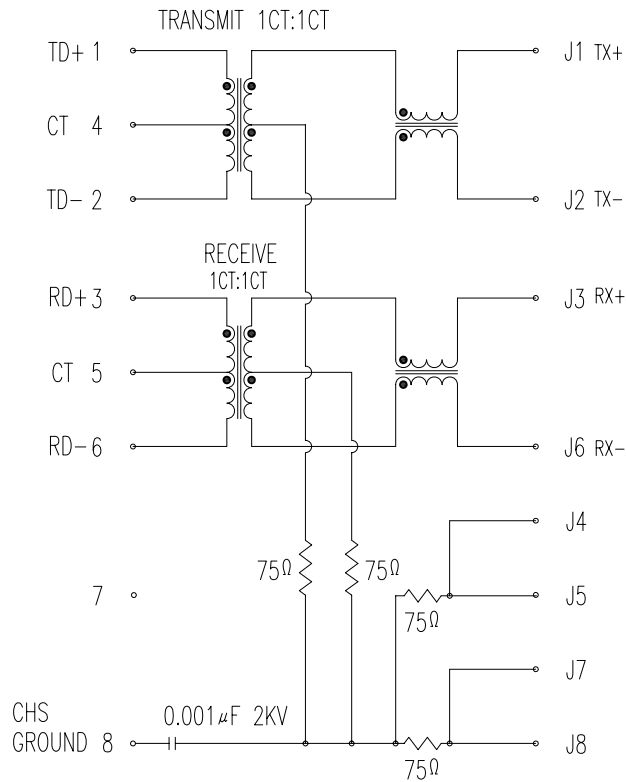 TRANSMIT 1CT:1CT
TD+ 1
J1 TX+
CT 4
TD- 2
J2 TX-
RECEIVE
1CT:1CT
RD+ 3
J3 RX+
CT 5
RD- 6
J6 RX-
J4
75Ω
75Ω
7
J5
75Ω
J7
CHS
GROUND 8
0.001µF 2KV
J8
75Ω